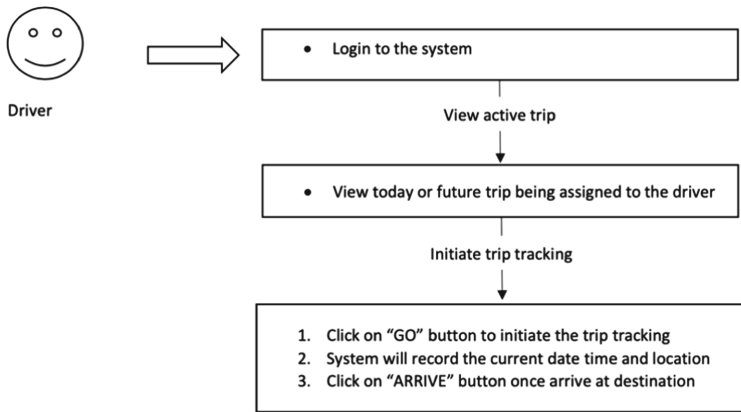 Driver
• Login to the system
View active trip
• View today or future trip being assigned to the driver
Initiate trip tracking
1. Click on “GO” button to initiate the trip tracking
2. System will record the current date time and location
3. Click on “ARRIVE” button once arrive at destination